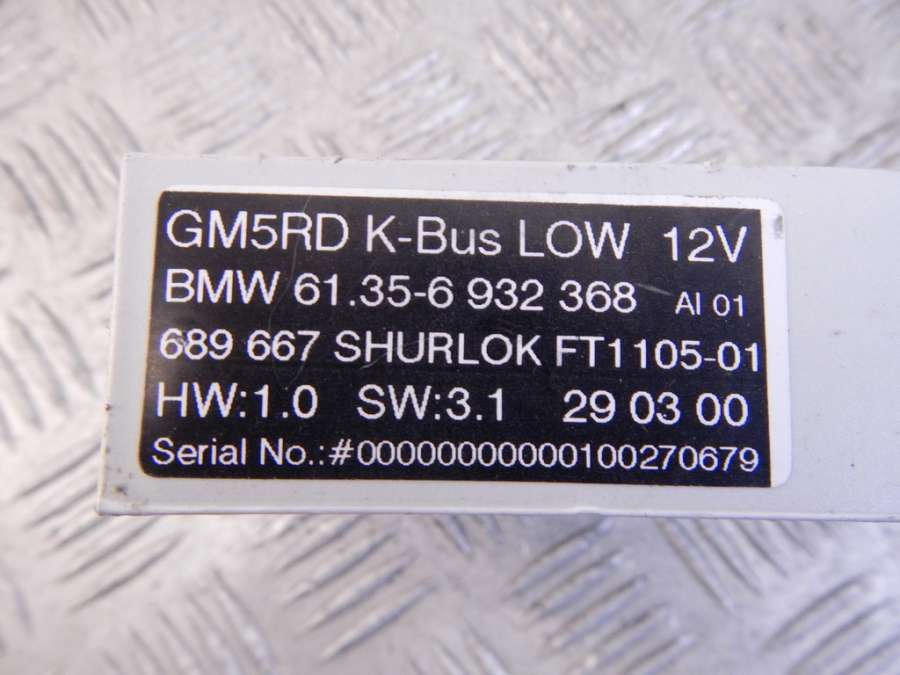 GM5RD K-Bus LOW 12V
BMW 61.35-6 932 368 AI 01
689 667 SHURLOK FT1105-01
HW:1.0 SW:3.1 29 03 00
Serial No.:#00000000000100270679